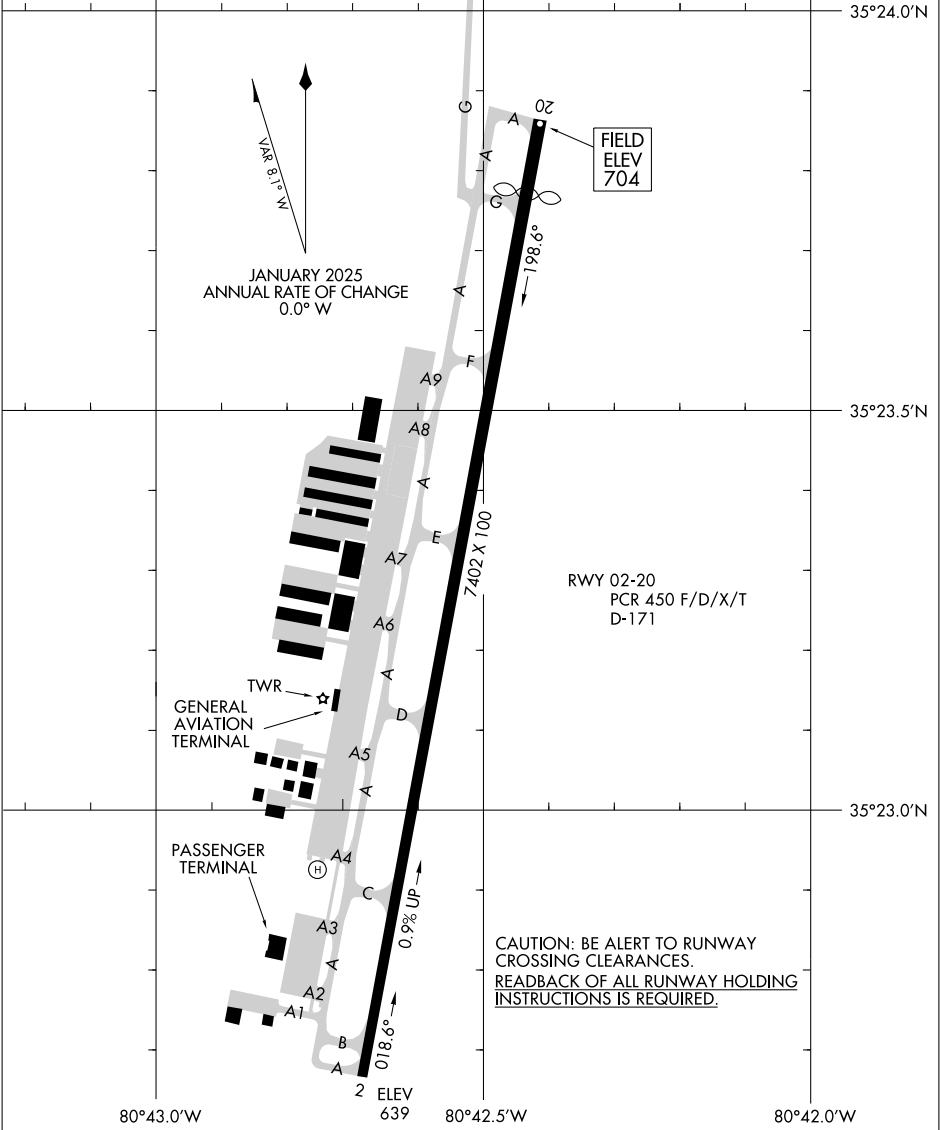 35°24.0'N
G
A
20
FIELD
ELEV
704
A
VAR 8.1° W
G
198.6°
JANUARY 2025
ANNUAL RATE OF CHANGE
0.0° W
A
F
A9
35°23.5'N
A8
A
E
7402 X 100
A7
RWY 02-20
PCR 450 F/D/X/T
D-171
A6
A
TWR
GENERAL
AVIATION
TERMINAL
D
A5
A
35°23.0'N
PASSENGER
TERMINAL
A4
H
C
0.9% UP
A3
CAUTION: BE ALERT TO RUNWAY
CROSSING CLEARANCES.
READBACK OF ALL RUNWAY HOLDING
INSTRUCTIONS IS REQUIRED.
A
A2
A1
018.6°
B
A
2
ELEV
639
80°43.0'W
80°42.5'W
80°42.0'W